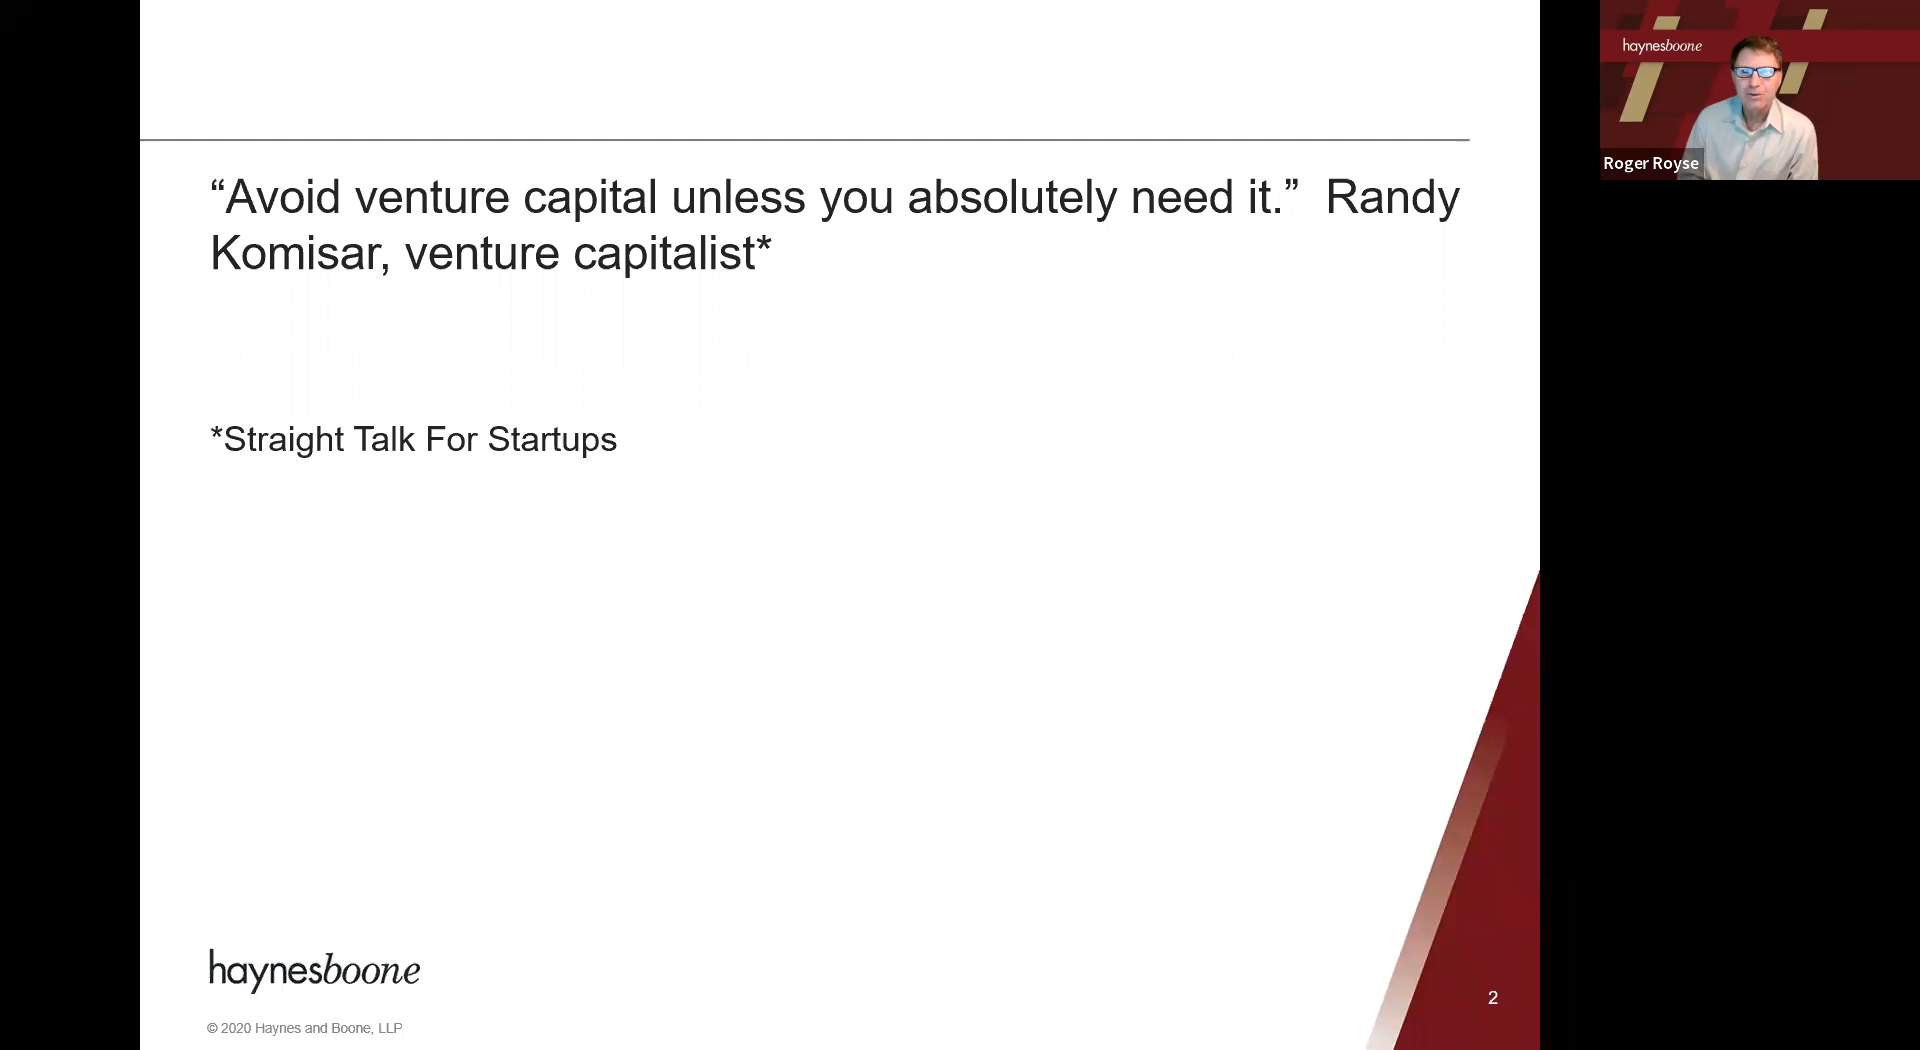 “Avoid venture capital unless you absolutely need it.”  Randy
Komisar, venture capitalist*
*Straight Talk For Startups
haynesboone
© 2020 Haynes and Boone, LLP
2
haynesboone
Roger Royse